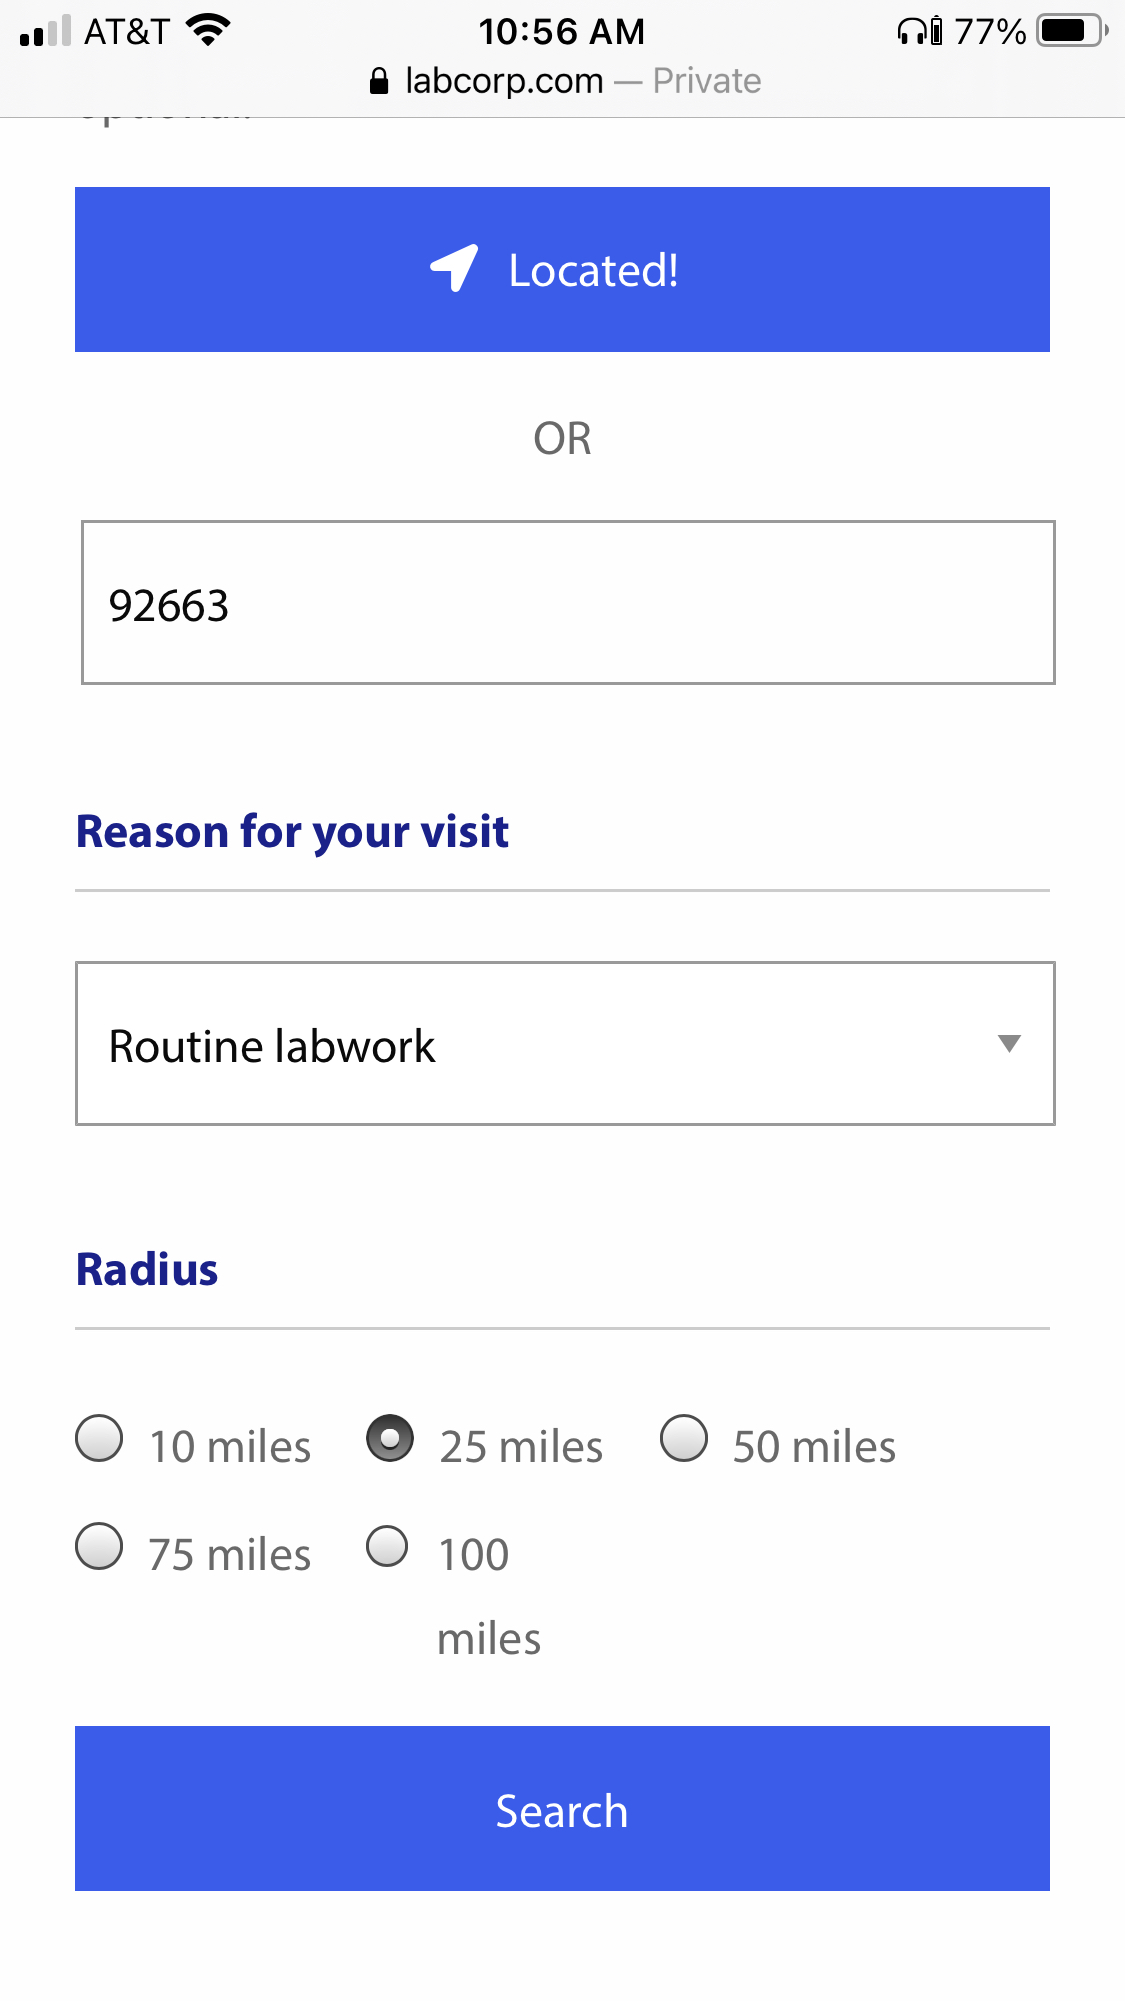 AT&T 10:56 AM 77%
labcorp.com — Private
Located!
OR
92663
Reason for your visit
Routine labwork
Radius
10 miles 25 miles 50 miles
75 miles 100
miles
Search